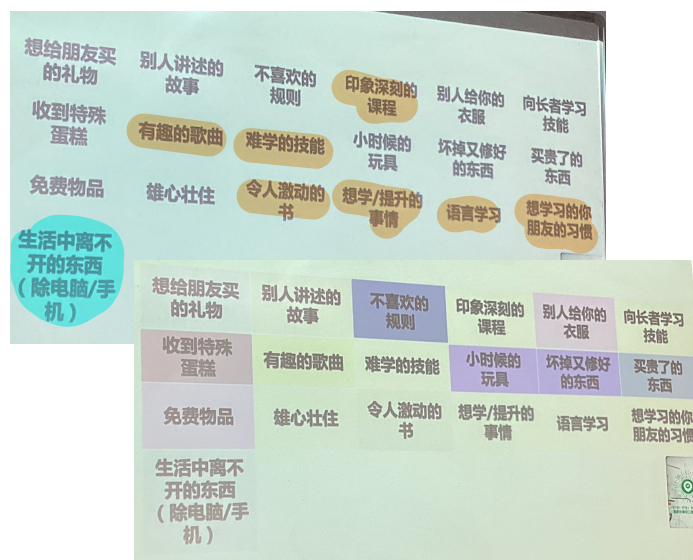 想给朋友买
的礼物
别人讲述的
故事
不喜欢的
规则
印象深刻的
课程
别人给你的
衣服
向长者学习
技能
收到特殊
蛋糕
有趣的歌曲
难学的技能
小时候的
玩具
坏掉又修好
的东西
买贵了的
东西
免费物品
雄心壮住
令人激动的
书
想学/提升的
事情
语言学习
想学习的你
朋友的习惯
生活中离不
开的东西
（除电脑/手
机）
想给朋友买
的礼物
别人讲述的
故事
不喜欢的
规则
印象深刻的
课程
别人给你的
衣服
向长者学习
技能
收到特殊
蛋糕
有趣的歌曲
难学的技能
小时候的
玩具
坏掉又修好
的东西
买贵了的
东西
免费物品
雄心壮住
令人激动的
书
想学/提升的
事情
语言学习
想学习的你
朋友的习惯
生活中离不
开的东西
（除电脑/手
机）